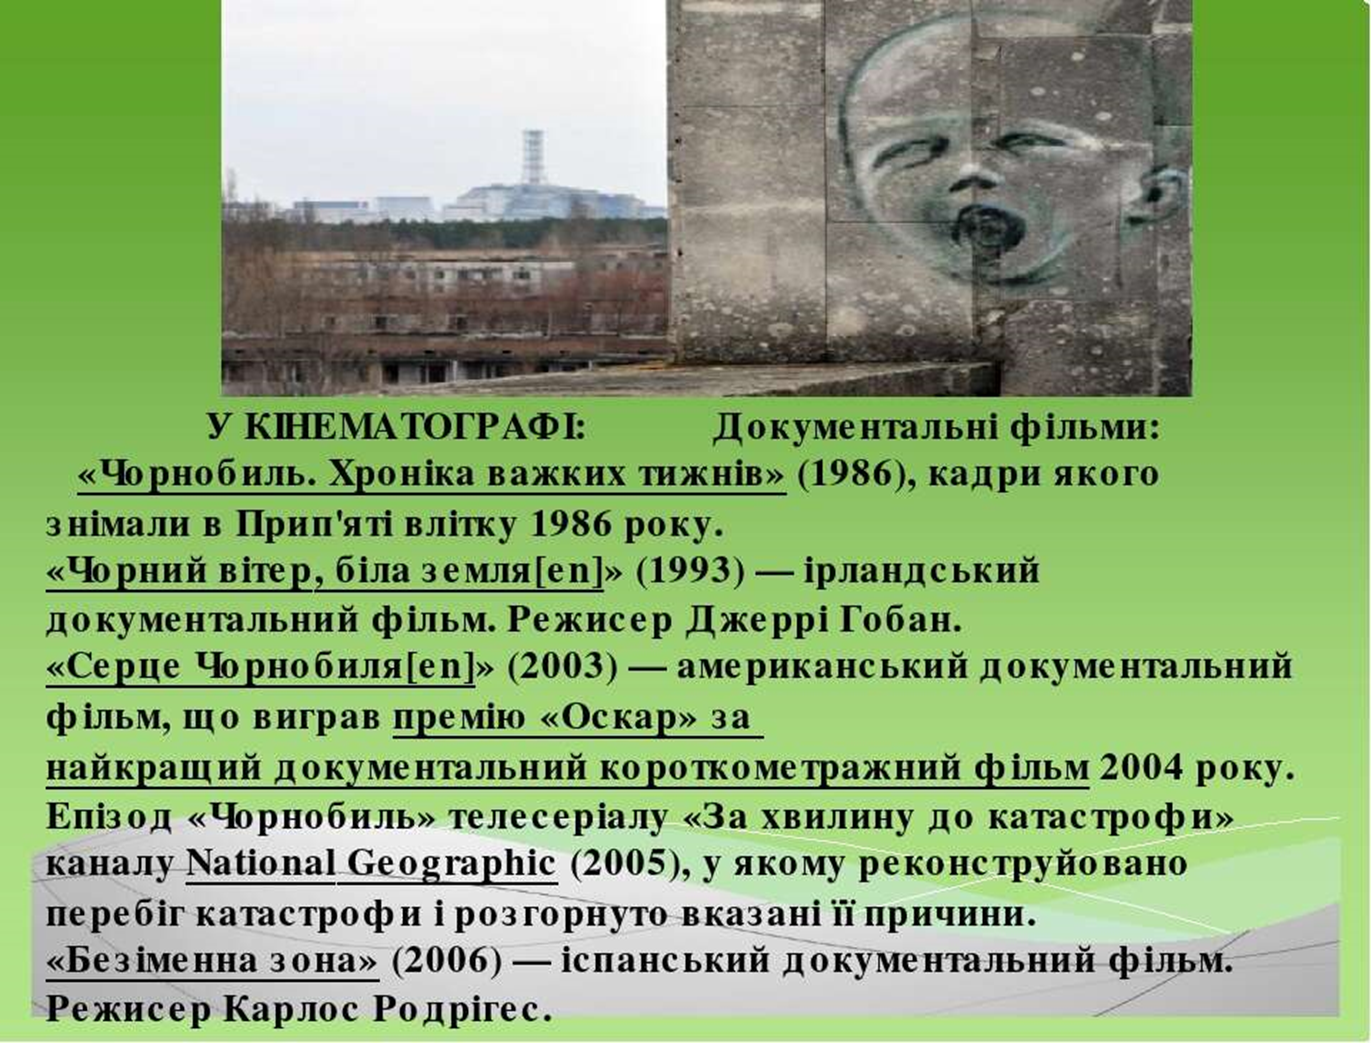 У КІНЕМАТОГРАФІ: Документальні фільми:
«Чорнобиль. Хроніка важких тижнів» (1986), кадри якого
знімали в Прип'яті влітку 1986 року.
«Чорний вітер, біла земля[en]» (1993) — ірландський
документальний фільм. Режисер Джеррі Гобан.
«Серце Чорнобиля[en]» (2003) — американський документальний
фільм, що виграв премію «Оскар» за
найкращий документальний короткометражний фільм 2004 року.
Епізод «Чорнобиль» телесеріалу «За хвилину до катастрофи»
каналу National Geographic (2005), у якому реконструйовано
перебіг катастрофи і розгорнуто вказані її причини.
«Безіменна зона» (2006) — іспанський документальний фільм.
Режисер Карлос Родрігес.